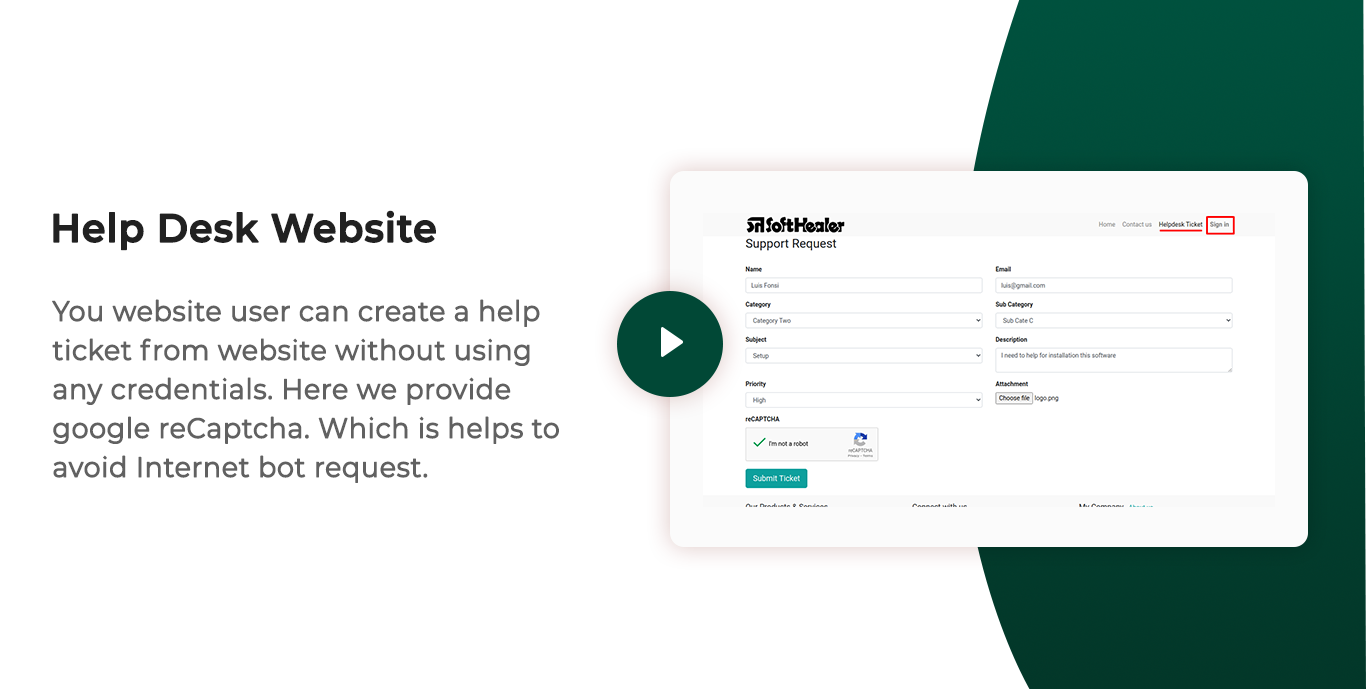 Help Desk Website
You website user can create a help
ticket from website without using
any credentials. Here we provide
google reCaptcha. Which is helps to
avoid Internet bot request.
SoftHealer
Home Contact us Helpdesk Ticket Sign in
Support Request
Name Email
Luis Fonsi luis@gmail.com
Category Sub Category
Category Two Sub Cate C
Subject Description
Setup I need to help for installation this software
Priority Attachment
High Choose file logo.png
reCAPTCHA
I'm not a robot
reCAPTCHA
Privacy - Terms
Submit Ticket
Our Products & Services Connect with us My Company About us